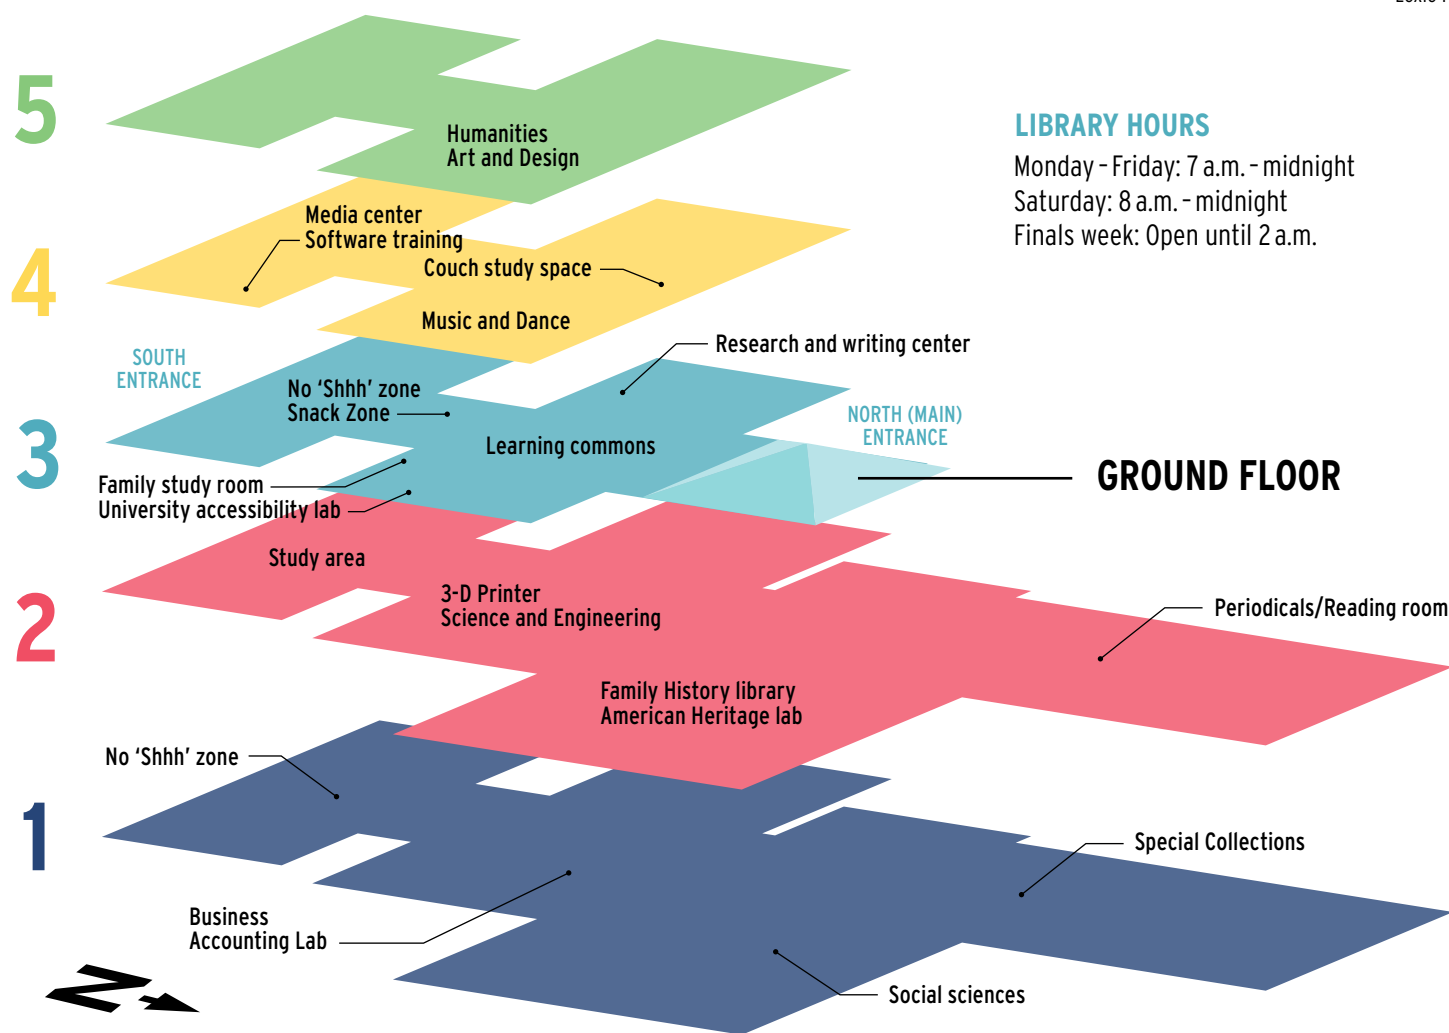 5
Humanities
Art and Design
LIBRARY HOURS
Monday – Friday: 7 a.m. – midnight
Saturday: 8 a.m. – midnight
Finals week: Open until 2 a.m.
4
Media center
Software training
Couch study space
Music and Dance
SOUTH
ENTRANCE
3
Research and writing center
No ‘Shhh’ zone
Snack Zone
Learning commons
NORTH (MAIN)
ENTRANCE
GROUND FLOOR
Family study room
University accessibility lab
2
Study area
3-D Printer
Science and Engineering
Periodicals/Reading room
Family History library
American Heritage lab
1
No ‘Shhh’ zone
Special Collections
Business
Accounting Lab
Social sciences
N